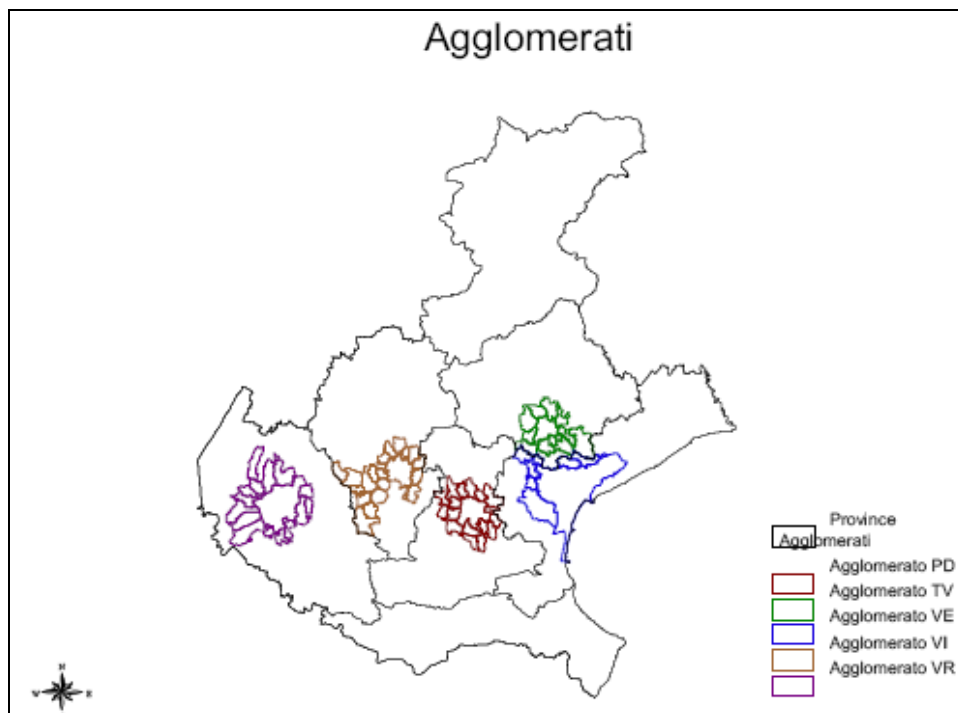 Agglomerati
Province
Agglomerati
Agglomerato PD
Agglomerato TV
Agglomerato VE
Agglomerato VI
Agglomerato VR
N
W
E